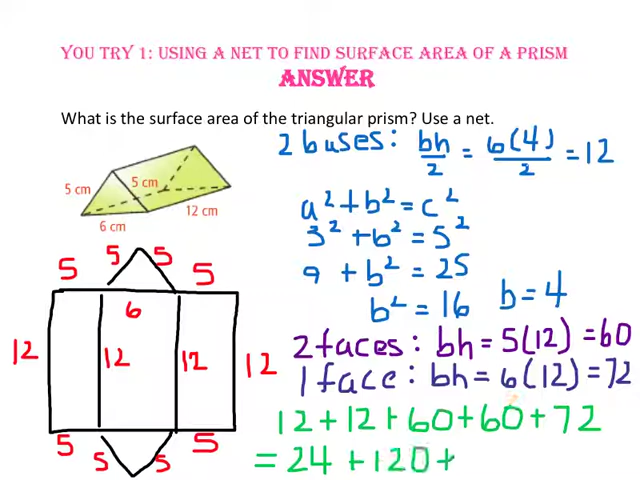 YOU TRY 1: USING A NET TO FIND SURFACE AREA OF A PRISM
ANSWER
What is the surface area of the triangular prism? Use a net.
5 cm
5 cm
12 cm
6 cm
5 5 5 5
6
12 12 12 12
5 5 5 5
2 bases: bh/2 = 6(4)/2 = 12
a² + b² = c²
3² + b² = 5²
9 + b² = 25
b² = 16 b = 4
2 faces: bh = 5(12) = 60
1 face: bh = 6(12) = 72
12 + 12 + 60 + 60 + 72
= 24 + 120 +